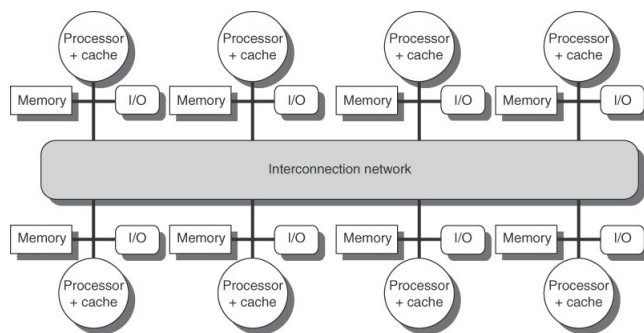 Processor
+ cache
Processor
+ cache
Processor
+ cache
Processor
+ cache
Memory
I/O
Memory
I/O
Memory
I/O
Memory
I/O
Interconnection network
Memory
I/O
Memory
I/O
Memory
I/O
Memory
I/O
Processor
+ cache
Processor
+ cache
Processor
+ cache
Processor
+ cache